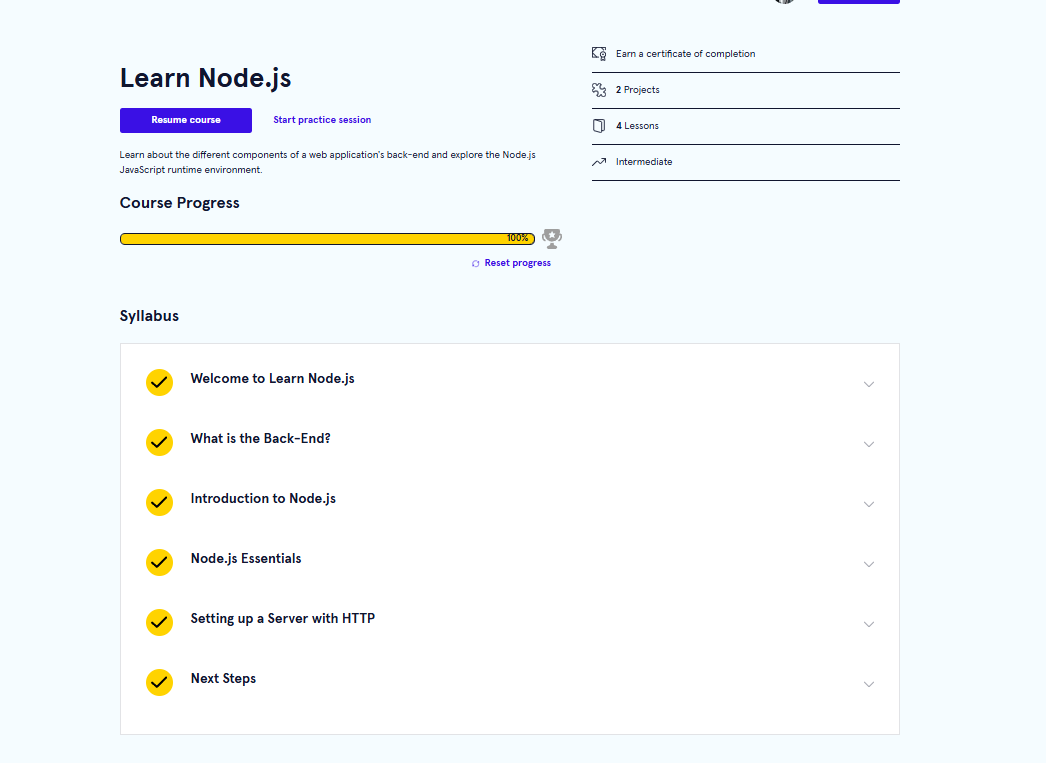 Learn Node.js
Resume course
Start practice session
Learn about the different components of a web application's back-end and explore the Node.js
JavaScript runtime environment.
Earn a certificate of completion
2 Projects
4 Lessons
Intermediate
Course Progress
100%
Reset progress
Syllabus
Welcome to Learn Node.js
What is the Back-End?
Introduction to Node.js
Node.js Essentials
Setting up a Server with HTTP
Next Steps